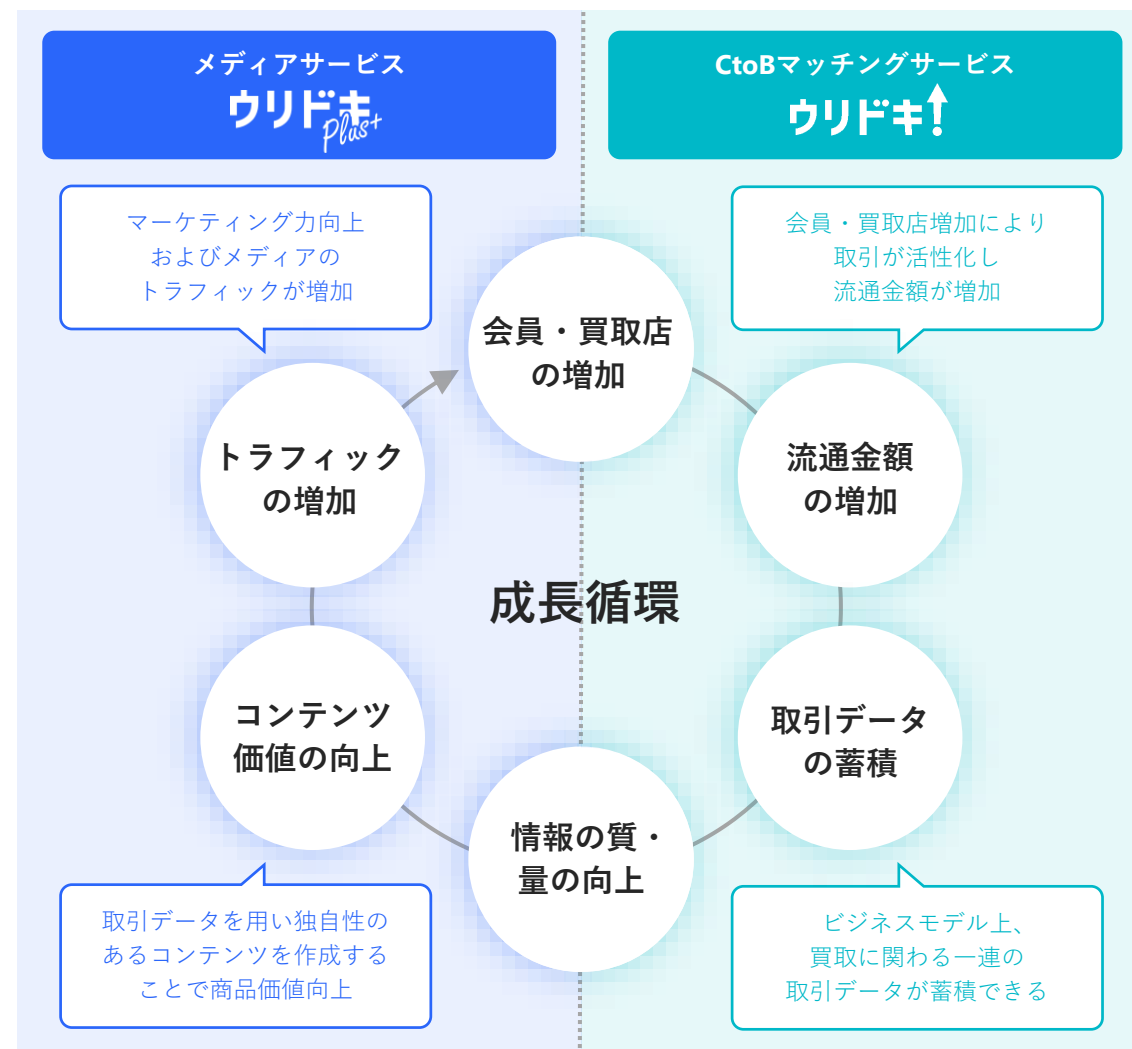 メディアサービス
ウリドキ
Plus+
CtoBマッチングサービス
ウリドキ!
マーケティング力向上
およびメディアの
トラフィックが増加
会員・買取店増加により
取引が活性化し
流通金額が増加
会員・買取店
の増加
トラフィック
の増加
流通金額
の増加
成長循環
コンテンツ
価値の向上
取引データ
の蓄積
情報の質・
量の向上
取引データを用い独自性の
あるコンテンツを作成する
ことで商品価値向上
ビジネスモデル上、
買取に関わる一連の
取引データが蓄積できる